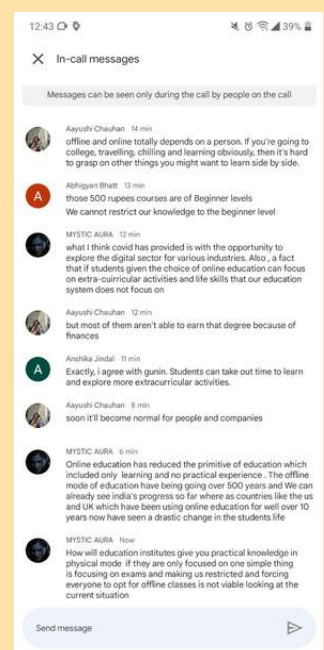 12:43
39%
In-call messages
Messages can be seen only during the call by people on the call
Aayushi Chauhan 14 min
offline and online totally depends on a person. If you're going to
college, travelling, chilling and learning obviously, then it's hard
to grasp on other things you might want to learn side by side.
A
Abhigyan Bhatt 13 min
those 500 rupees courses are of Beginner levels
We cannot restrict our knowledge to the beginner level
MYSTIC AURA 12 min
what I think covid has provided is with the opportunity to
explore the digital sector for various industries. Also , a fact
that if students given the choice of online education can focus
on extra-cuirricular activities and life skills that our education
system does not focus on
Aayushi Chauhan 12 min
but most of them aren't able to earn that degree because of
finances
A
Anshika Jindal 11 min
Exactly, i agree with gunin. Students can take out time to learn
and explore more extracurricular activities.
Aayushi Chauhan 8 min
soon it'll become normal for people and companies
MYSTIC AURA 6 min
Online education has reduced the primitive of education which
included only learning and no practical experience . The offline
mode of education have being going over 500 years and We can
already see india's progress so far where as countries like the us
and UK which have been using online education for well over 10
years now have seen a drastic change in the students life
MYSTIC AURA Now
How will education institutes give you practical knowledge in
physical mode if they are only focused on one simple thing
is focusing on exams and making us restricted and forcing
everyone to opt for offline classes is not viable looking at the
current situation
Send message